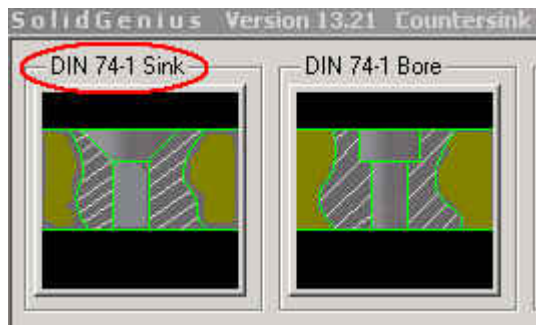 SolidGenius Version 13.21 Countersink
DIN 74-1 Sink
DIN 74-1 Bore